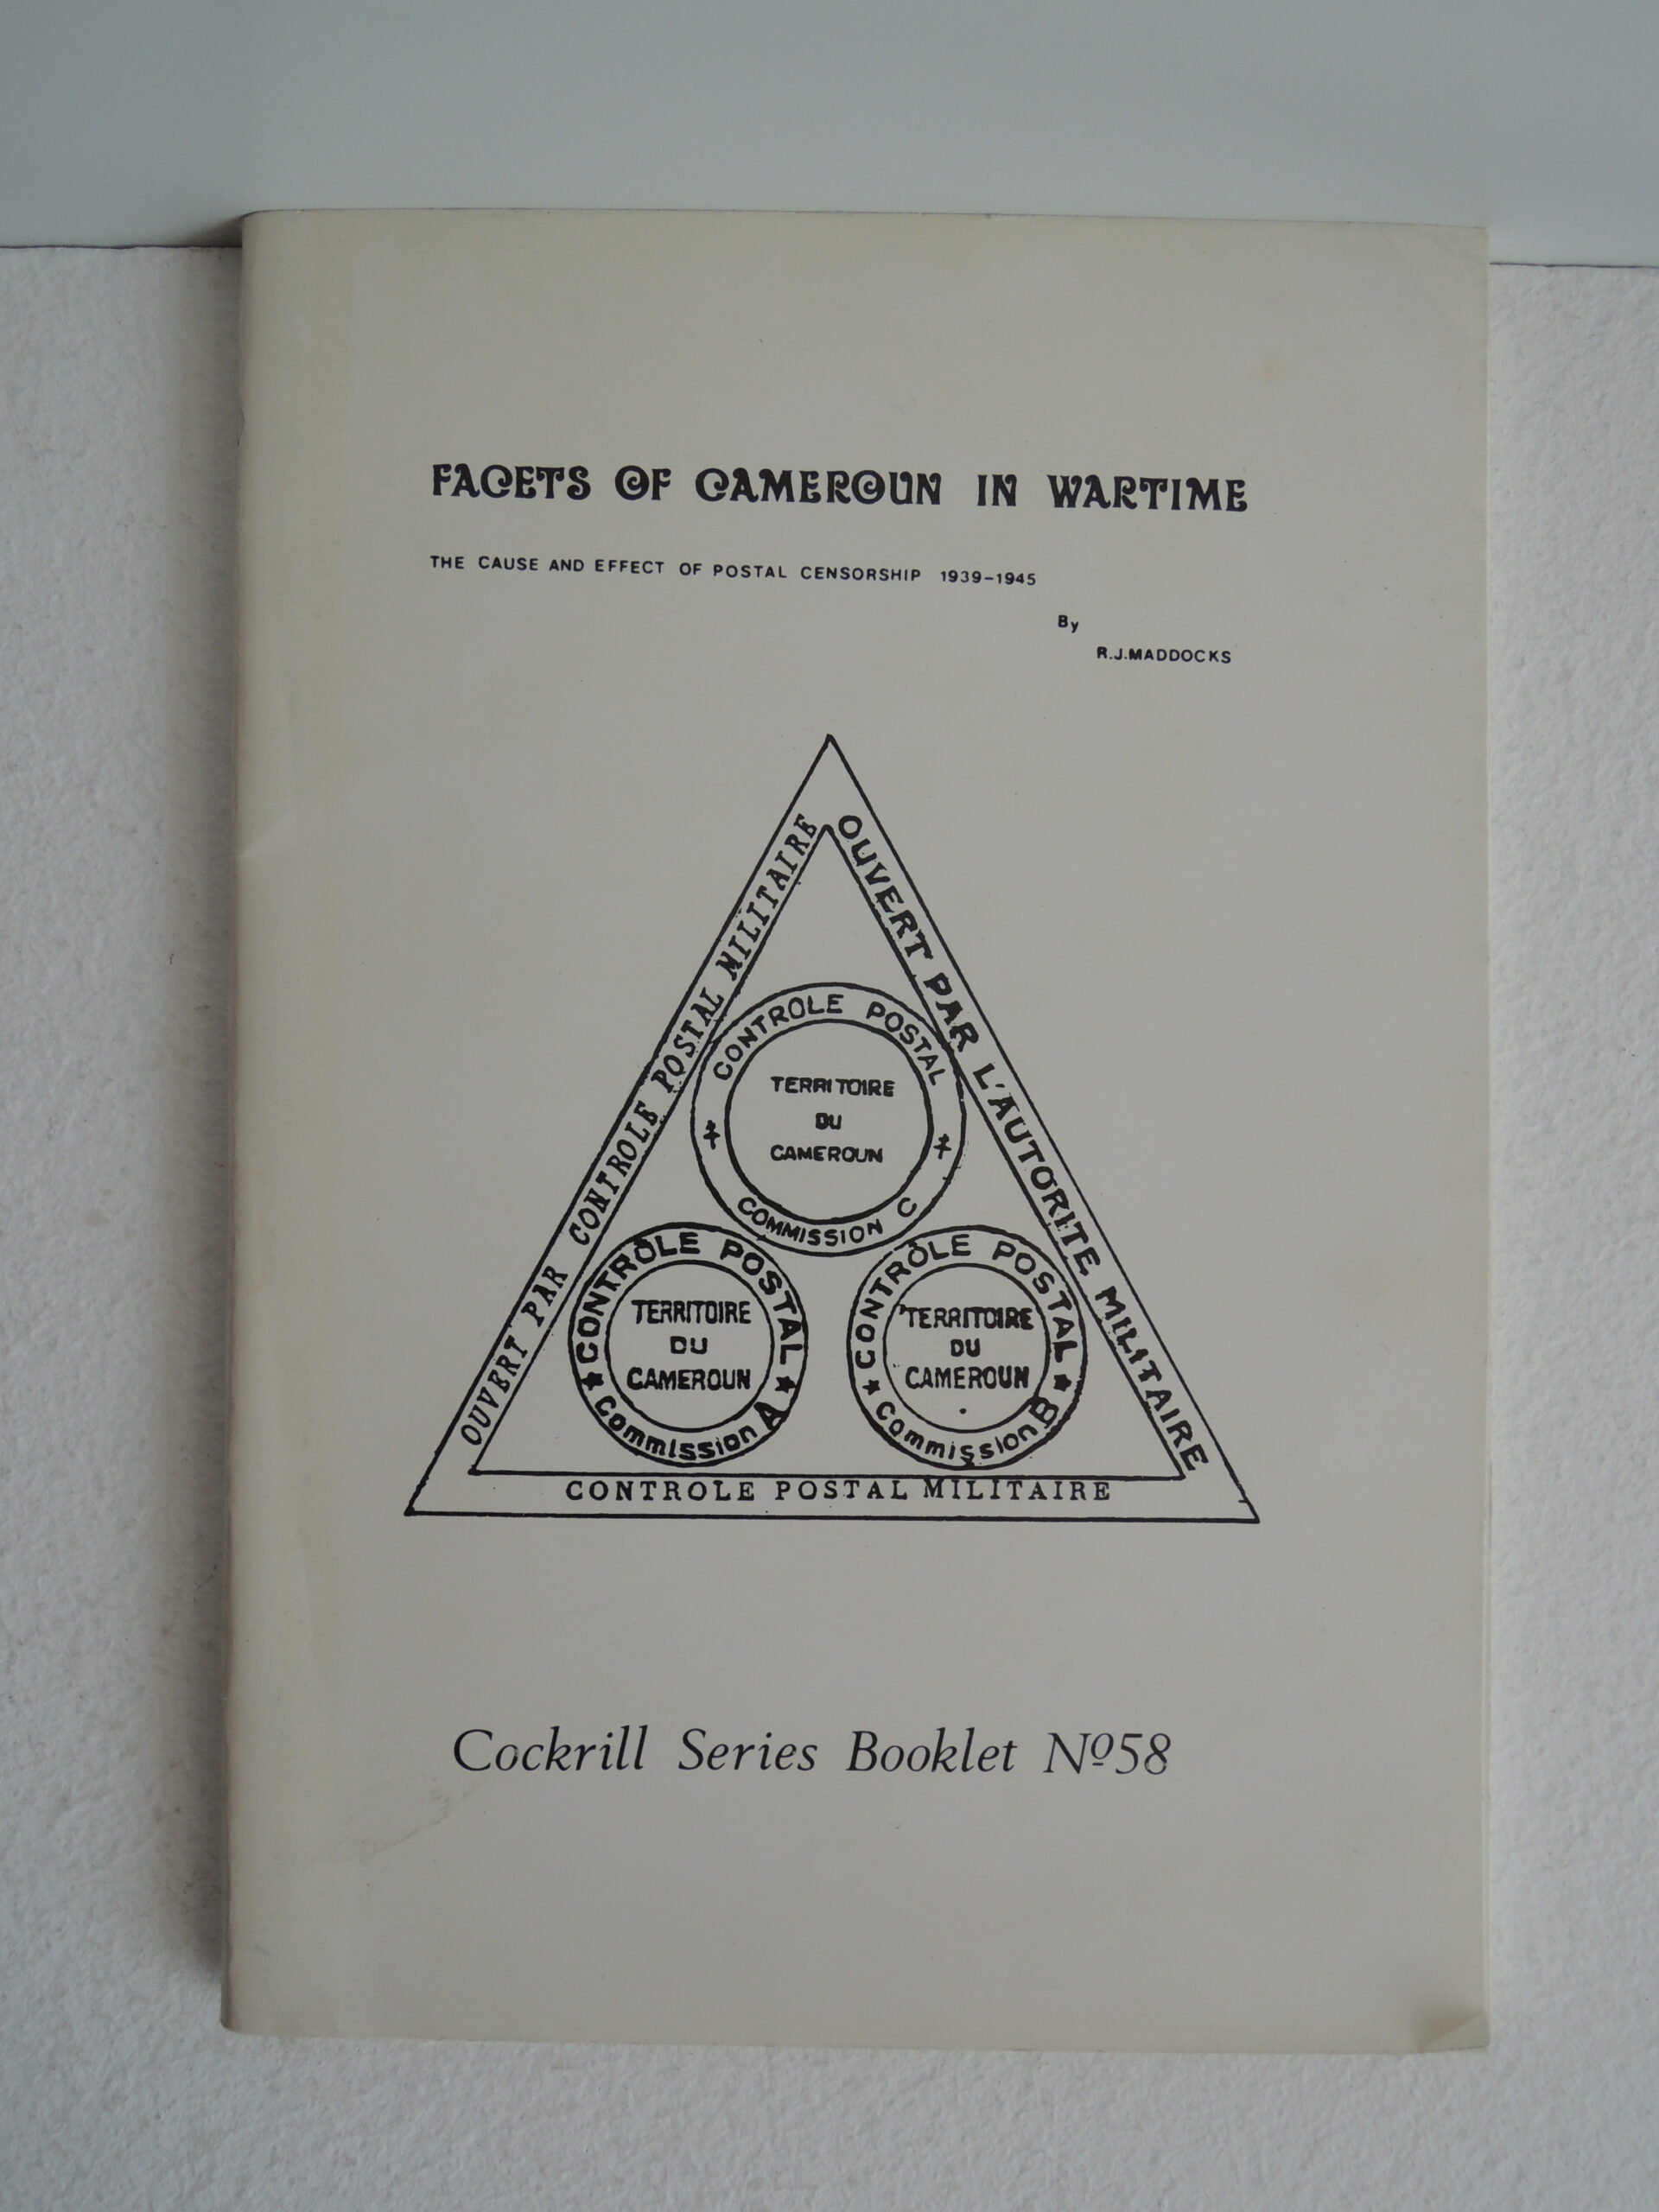 FACETS OF CAMEROUN IN WARTIME
THE CAUSE AND EFFECT OF POSTAL CENSORSHIP 1939-1945
By
R.J.MADDOCKS
OUVERT PAR CONTROLE POSTAL MILITAIRE
OUVERT PAR L'AUTORITE MILITAIRE
CONTROLE POSTAL
TERRITOIRE
DU
CAMEROUN
COMMISSION C
CONTRÔLE POSTAL
TERRITOIRE
DU
CAMEROUN
Commission A
CONTRÔLE POSTAL
TERRITOIRE
DU
CAMEROUN
Commission B
CONTROLE POSTAL MILITAIRE
Cockrill Series Booklet Nº58